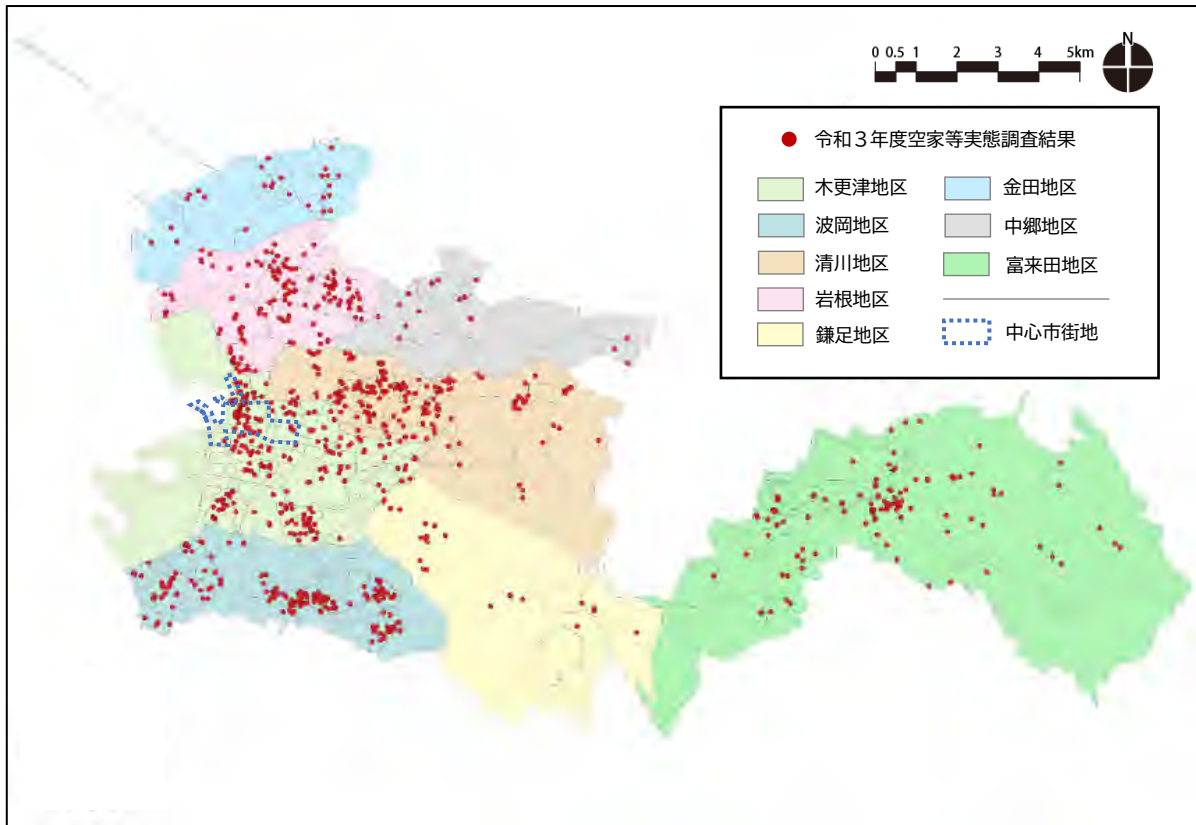 N
0 0.5 1 2 3 4 5km
令和３年度空家等実態調査結果
木更津地区
金田地区
波岡地区
中郷地区
清川地区
富来田地区
岩根地区
鎌足地区
中心市街地